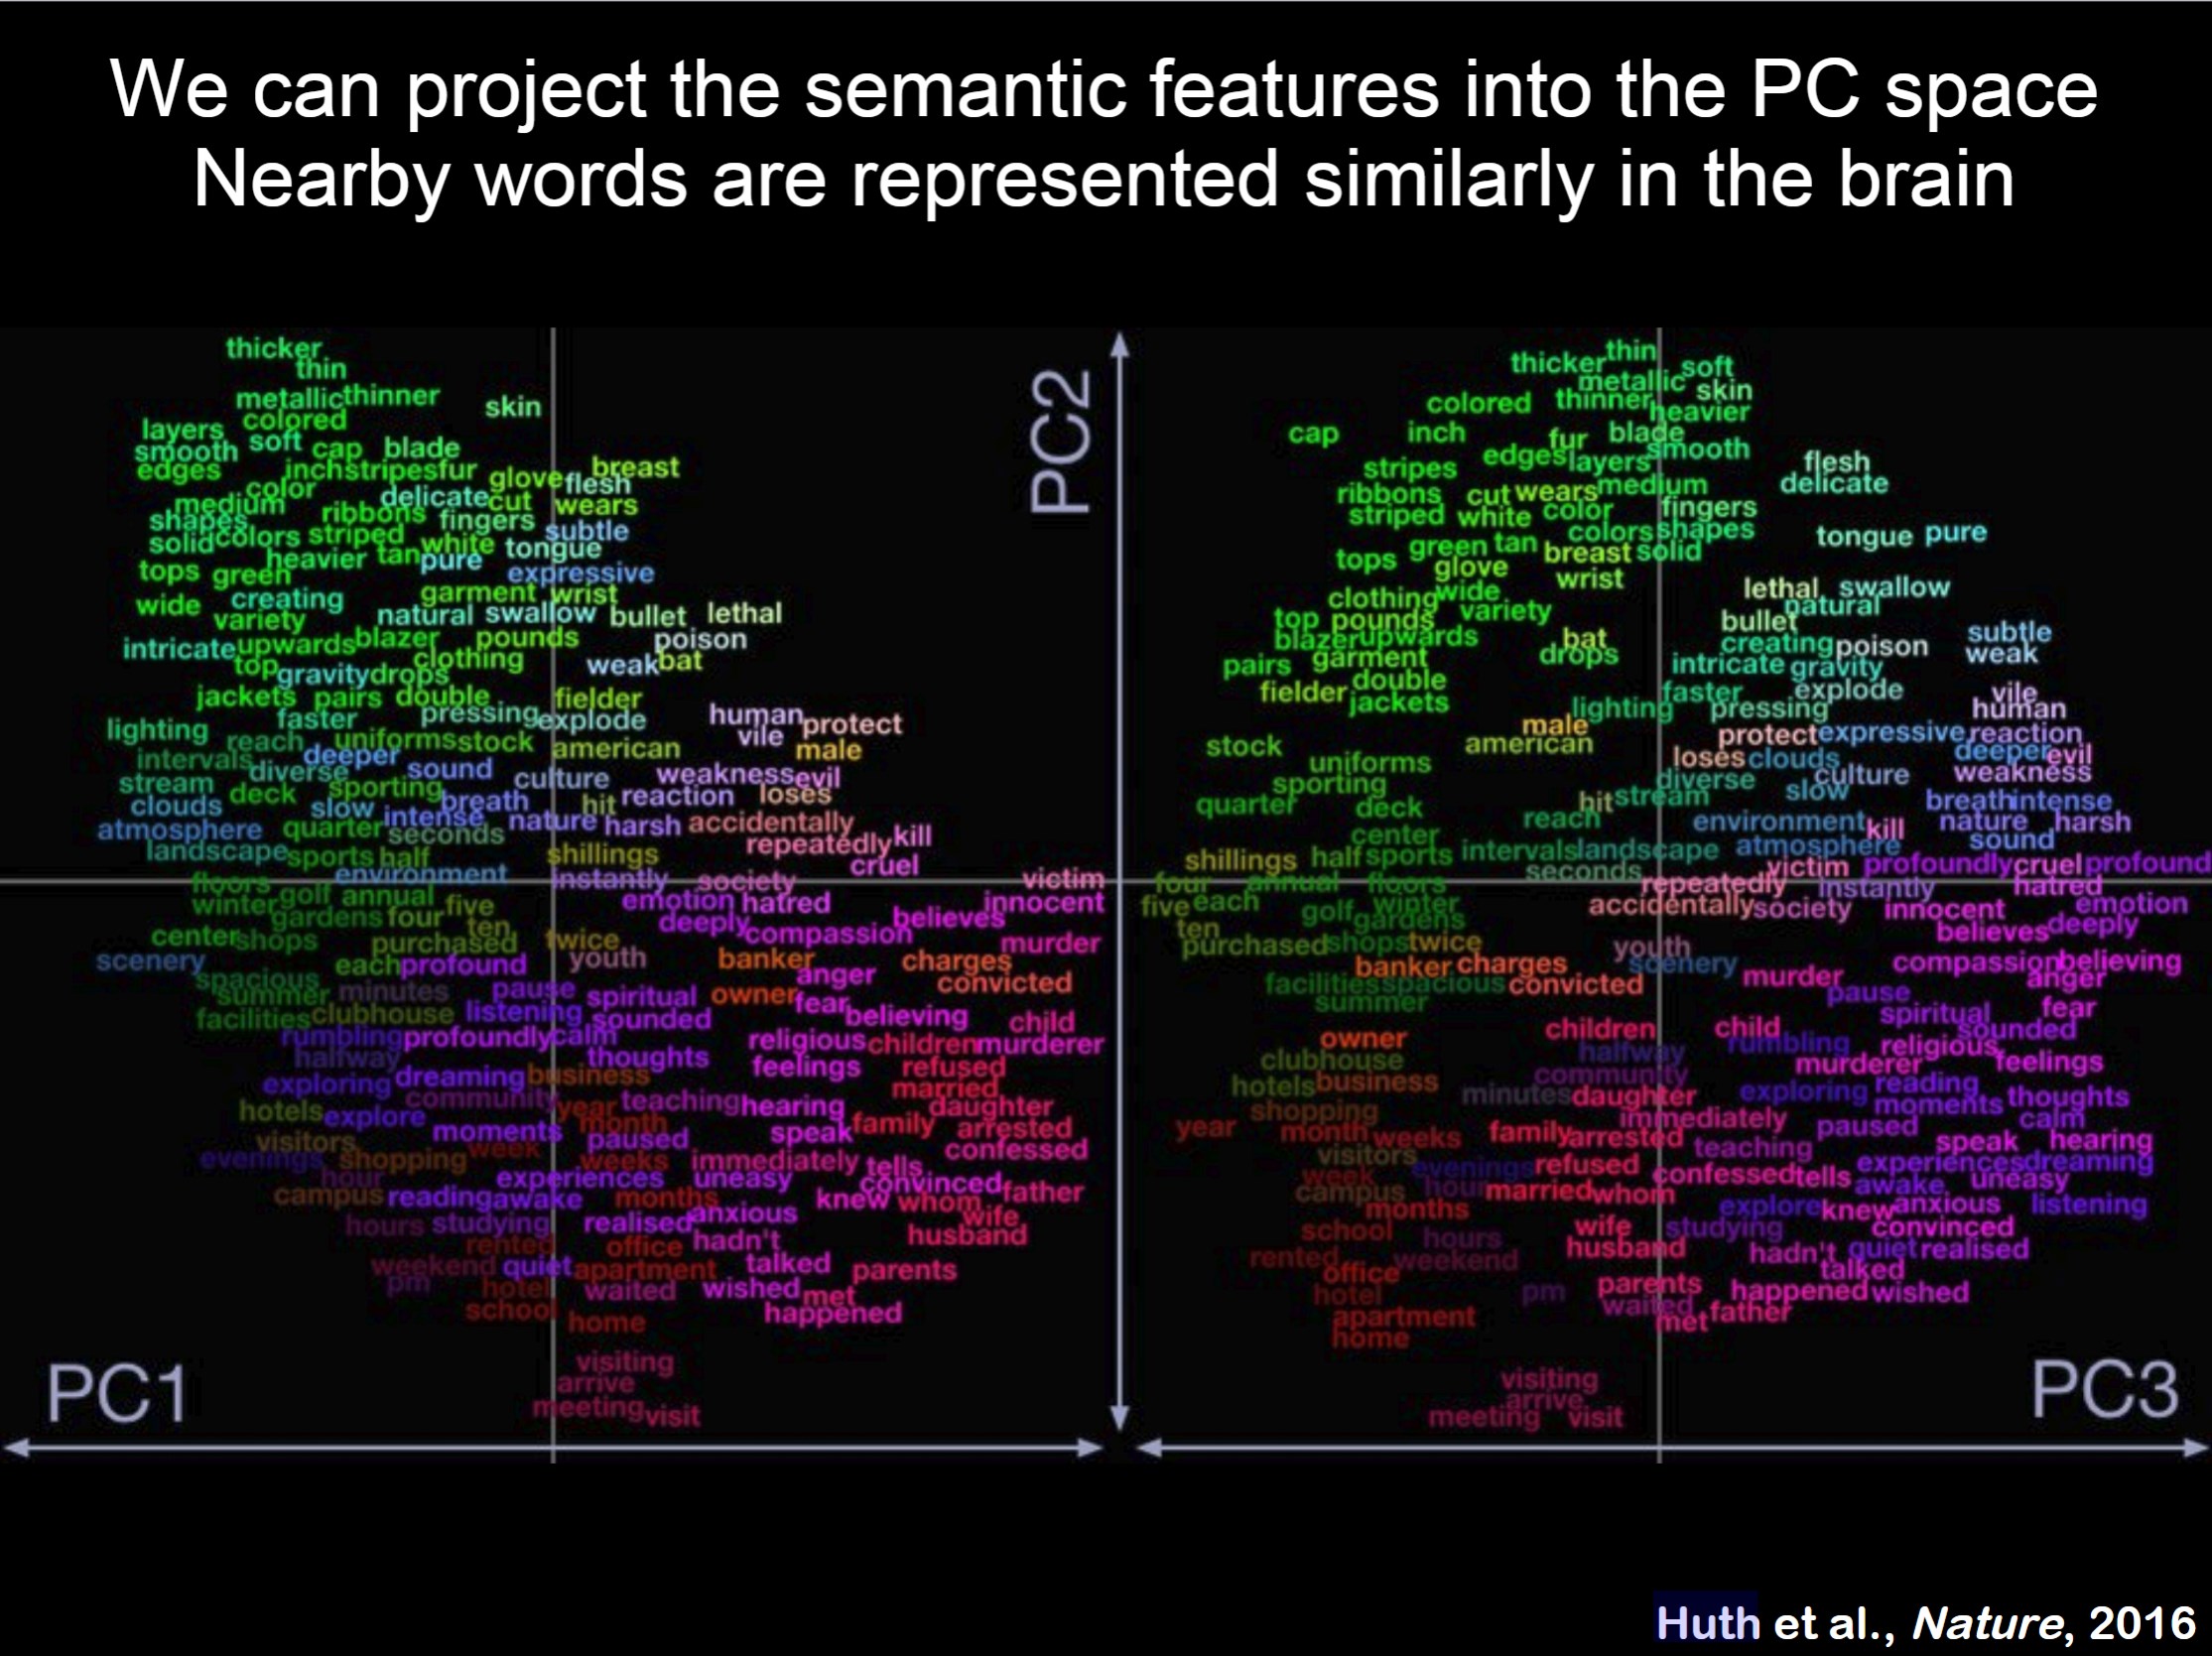 We can project the semantic features into the PC space
Nearby words are represented similarly in the brain
thicker
thin
metallic thinner
skin
colored
layers
soft cap blade
smooth
edges inch stripes fur
breast
glove flesh
color
delicate cut wears
medium
ribbons fingers
shapes
subtle
solid colors striped white tongue
heavier tan pure
tops green expressive
garment wrist
wide creating
natural swallow bullet lethal
variety
intricate upwards blazer pounds poison
top clothing weak bat
gravity drops
jackets pairs double fielder
faster pressing explode human protect
lighting reach uniforms stock american vile male
intervals deeper
diverse sound culture weakness evil
stream deck sporting
clouds slow intense breath hit reaction loses
atmosphere quarter seconds nature harsh accidentally
landscape sports half shillings repeatedly kill
environment cruel
floors instantly society victim
winter golf annual emotion hatred innocent
gardens four five deeply believes
center shops purchased ten twice compassion murder
scenery each profound youth banker charges
spacious anger convicted
summer minutes pause spiritual owner fear
facilities clubhouse listening sounded believing child
rumbling profoundly calm religious children murderer
halfway thoughts feelings refused
exploring dreaming business married
hotels explore community year teaching hearing daughter
visitors moments month paused speak family arrested
evenings shopping week weeks immediately tells confessed
hour experiences uneasy convinced
campus reading awake months knew whom father
hours studying realised anxious wife
rented office hadn't husband
weekend quiet apartment talked parents
pm hotel waited wished met
school home happened
visiting
arrive
meeting visit
PC1
PC2
thicker thin
soft
metallic skin
colored thinner heavier
cap inch fur blade
edges layers smooth flesh
stripes
ribbons cut wears medium delicate
striped white color fingers
colors shapes tongue pure
green tan
tops breast solid
glove wrist
lethal swallow
clothing wide natural
top pounds variety bullet
blazer upwards bat creating poison subtle
pairs garment drops intricate gravity weak
fielder double faster explode vile
jackets lighting pressing human
male protect expressive reaction
stock american loses clouds deeper evil
uniforms diverse culture weakness
sporting hit stream slow
quarter deck breath intense
center reach environment kill nature harsh
shillings half sports intervals landscape atmosphere sound
seconds victim profoundly cruel profound
four annual floors repeatedly instantly hatred
five each golf winter accidentally society innocent emotion
ten gardens believes deeply
purchased shops twice youth
banker charges scenery compassion believing
facilities spacious convicted murder anger
summer pause fear
children child spiritual sounded
owner halfway rumbling religious
clubhouse community murderer feelings
hotels business minutes daughter exploring reading thoughts
shopping immediately moments calm
year month weeks family arrested teaching paused speak hearing
visitors evenings refused confessed tells experiences dreaming
week hour awake uneasy
campus married whom explore knew anxious listening
months
school hours wife studying convinced
rented weekend husband hadn't quiet realised
office talked
hotel pm parents happened wished
apartment waited met father
home
visiting
arrive
meeting visit
PC3
Huth et al., Nature, 2016